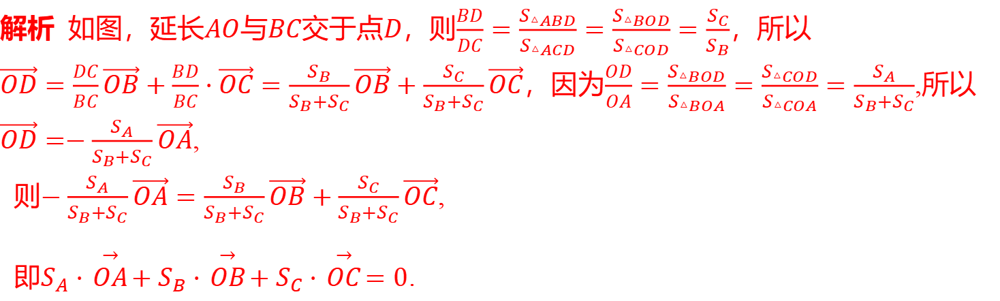 解析 如图，延长$AO$与$BC$交于点$D$，则$\frac{BD}{DC}=\frac{S_{\triangle ABD}}{S_{\triangle ACD}}=\frac{S_{\triangle BOD}}{S_{\triangle COD}}=\frac{S_C}{S_B}$，所以
$\overrightarrow{OD}=\frac{DC}{BC}\overrightarrow{OB}+\frac{BD}{BC}\cdot\overrightarrow{OC}=\frac{S_B}{S_B+S_C}\overrightarrow{OB}+\frac{S_C}{S_B+S_C}\overrightarrow{OC}$，因为$\frac{OD}{OA}=\frac{S_{\triangle BOD}}{S_{\triangle BOA}}=\frac{S_{\triangle COD}}{S_{\triangle COA}}=\frac{S_A}{S_B+S_C}$,所以
$\overrightarrow{OD}=-\frac{S_A}{S_B+S_C}\overrightarrow{OA}$,
则$-\frac{S_A}{S_B+S_C}\overrightarrow{OA}=\frac{S_B}{S_B+S_C}\overrightarrow{OB}+\frac{S_C}{S_B+S_C}\overrightarrow{OC}$,
即$S_A\cdot\overrightarrow{OA}+S_B\cdot\overrightarrow{OB}+S_C\cdot\overrightarrow{OC}=0$.